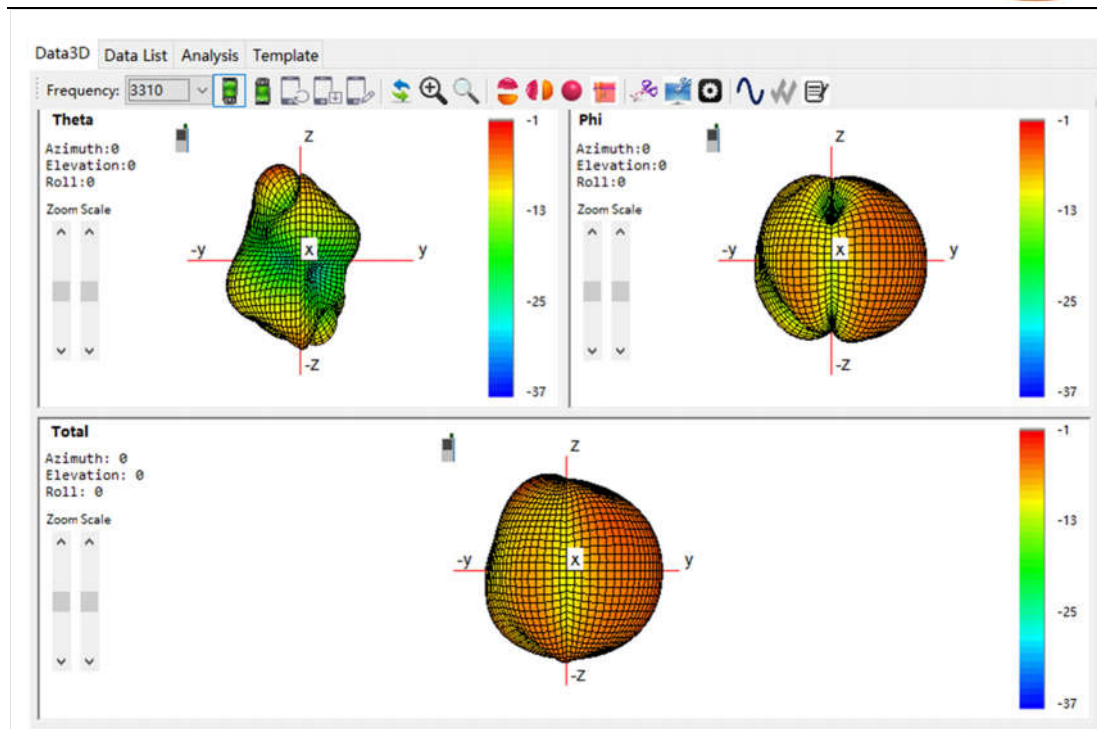 Data3D Data List Analysis Template
Frequency: 3310
Theta
Azimuth:0
Elevation:0
Roll:0
Zoom Scale
z
-y
x
y
-z
-1
-13
-25
-37
Phi
Azimuth:0
Elevation:0
Roll:0
Zoom Scale
z
-y
x
y
-z
-1
-13
-25
-37
Total
Azimuth: 0
Elevation: 0
Roll: 0
Zoom Scale
z
-y
x
y
-z
-1
-13
-25
-37